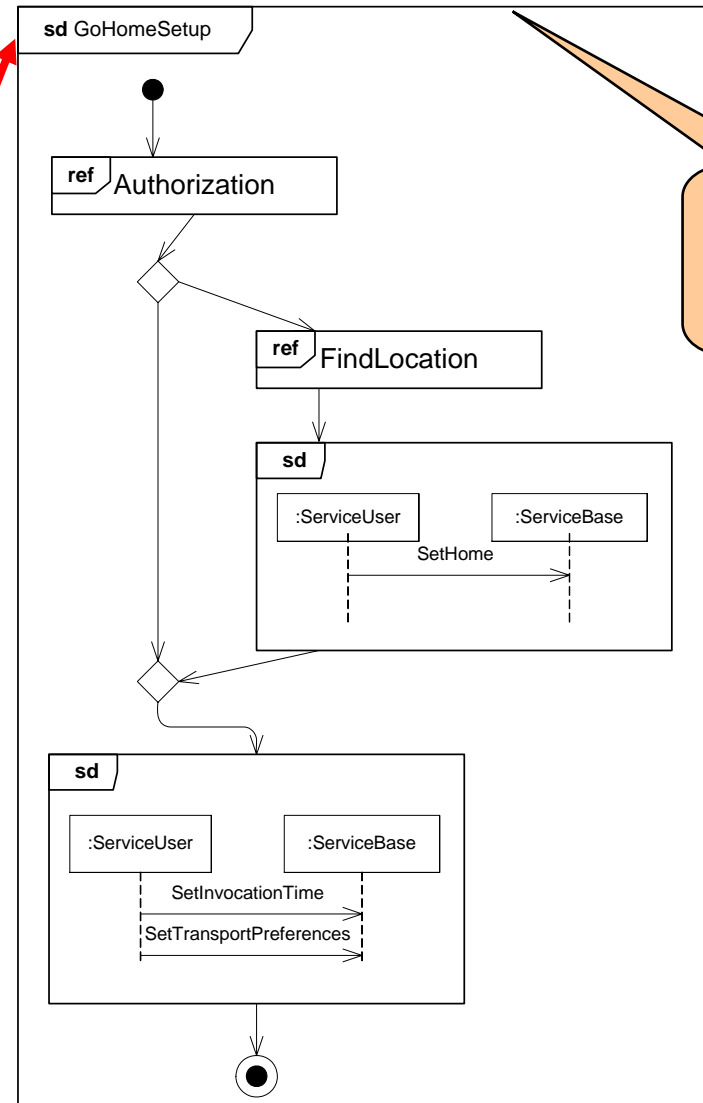 sd GoHomeSetup
ref Authorization
ref FindLocation
sd
:ServiceUser :ServiceBase
SetHome
sd
:ServiceUser :ServiceBase
SetInvocationTime
SetTransportPreferences